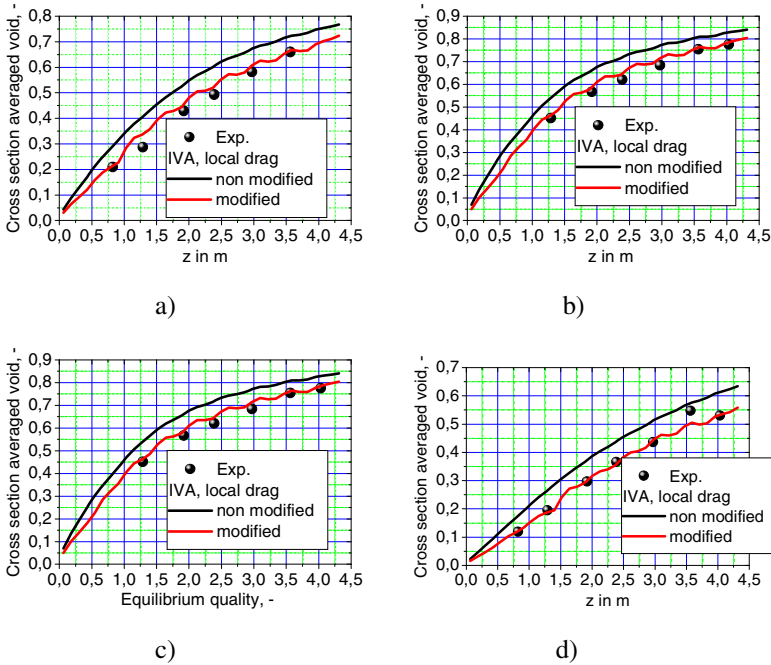 Cross section averaged void, -
0,8
0,7
0,6
0,5
0,4
0,3
0,2
0,1
0,0
Exp.
IVA, local drag
non modified
modified
0,0 0,5 1,0 1,5 2,0 2,5 3,0 3,5 4,0 4,5
z in m
a)
Cross section averaged void, -
0,9
0,8
0,7
0,6
0,5
0,4
0,3
0,2
0,1
0,0
Exp.
IVA, local drag
non modified
modified
0,0 0,5 1,0 1,5 2,0 2,5 3,0 3,5 4,0 4,5
z in m
b)
Cross section averaged void, -
0,9
0,8
0,7
0,6
0,5
0,4
0,3
0,2
0,1
0,0
Exp.
IVA, local drag
non modified
modified
0,0 0,5 1,0 1,5 2,0 2,5 3,0 3,5 4,0 4,5
Equilibrium quality, -
c)
Cross section averaged void, -
0,7
0,6
0,5
0,4
0,3
0,2
0,1
0,0
Exp.
IVA, local drag
non modified
modified
0,0 0,5 1,0 1,5 2,0 2,5 3,0 3,5 4,0 4,5
z in m
d)